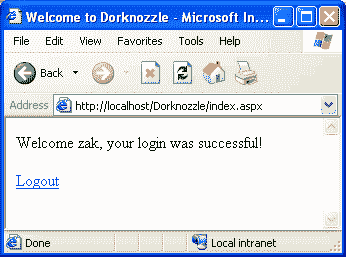 Welcome to Dorknozzle - Microsoft In...
File Edit View Favorites Tools Help
Back
Address http://localhost/Dorknozzle/index.aspx
Welcome zak, your login was successful!
Logout
Done Local intranet